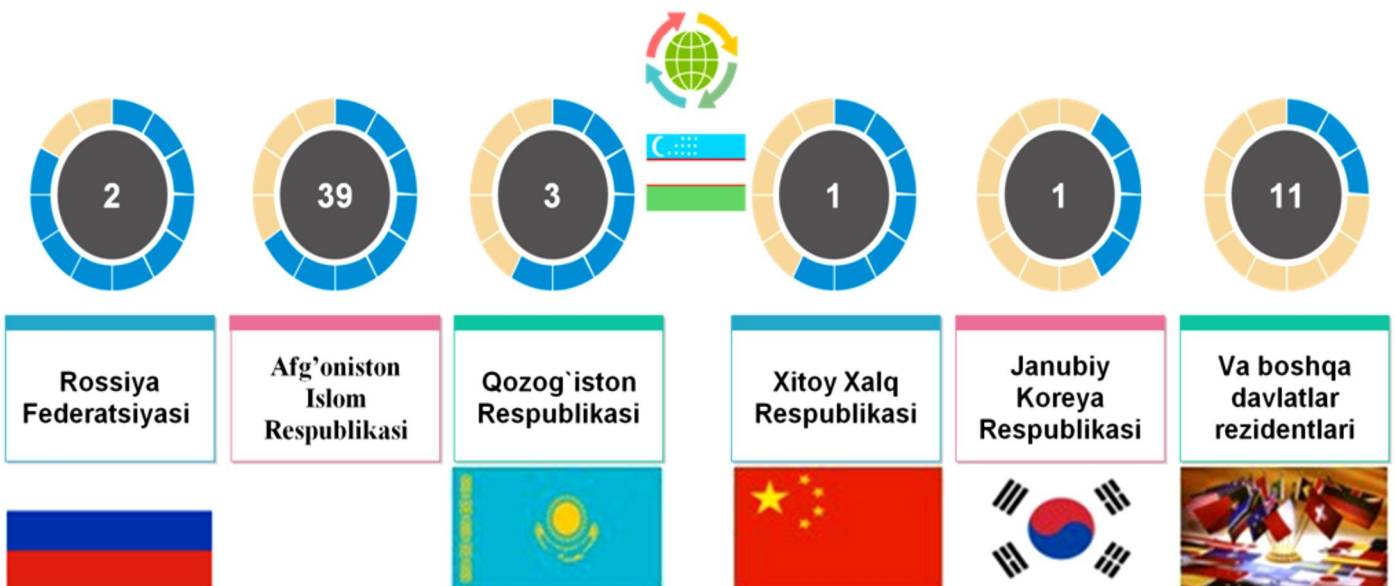 2
39
3
1
1
11
Rossiya
Federatsiyasi
Afg’oniston
Islom
Respublikasi
Qozog`iston
Respublikasi
Xitoy Xalq
Respublikasi
Janubiy
Koreya
Respublikasi
Va boshqa
davlatlar
rezidentlari